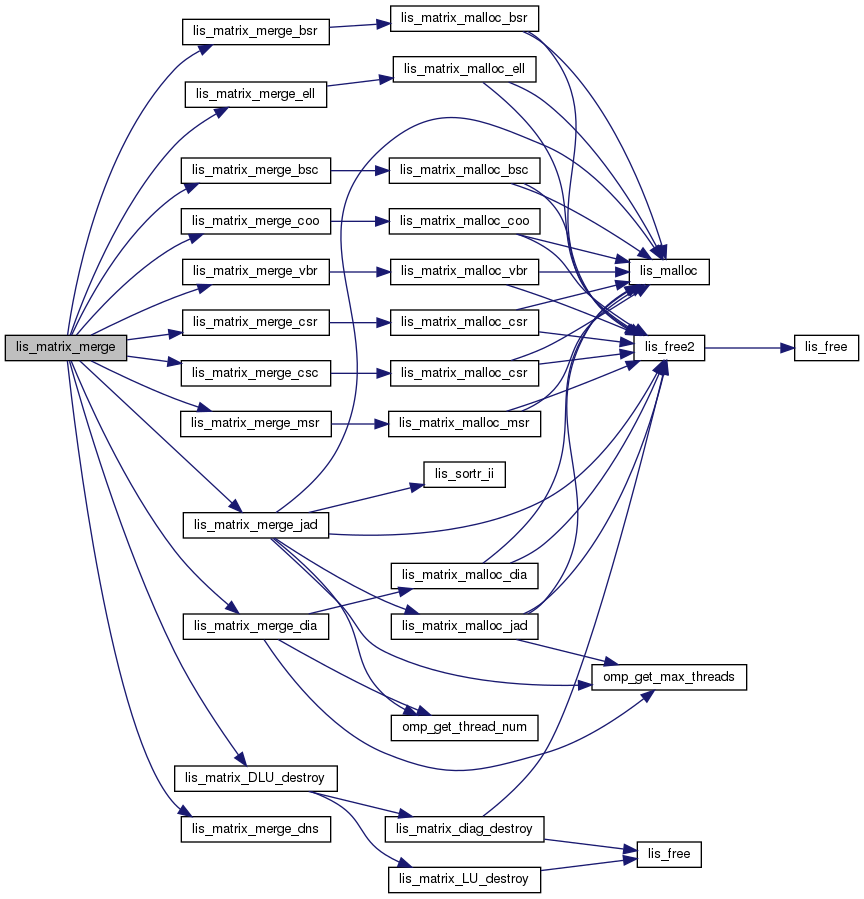 lis_matrix_malloc_bsr
lis_matrix_merge_bsr
lis_matrix_malloc_ell
lis_matrix_merge_ell
lis_matrix_merge_bsc
lis_matrix_malloc_bsc
lis_matrix_merge_coo
lis_matrix_malloc_coo
lis_matrix_merge_vbr
lis_matrix_malloc_vbr
lis_malloc
lis_matrix_merge_csr
lis_matrix_malloc_csr
lis_matrix_merge
lis_free2
lis_free
lis_matrix_merge_csc
lis_matrix_malloc_csr
lis_matrix_merge_msr
lis_matrix_malloc_msr
lis_sortr_ii
lis_matrix_merge_jad
lis_matrix_malloc_dia
lis_matrix_merge_dia
lis_matrix_malloc_jad
omp_get_max_threads
omp_get_thread_num
lis_matrix_DLU_destroy
lis_matrix_merge_dns
lis_matrix_diag_destroy
lis_free
lis_matrix_LU_destroy